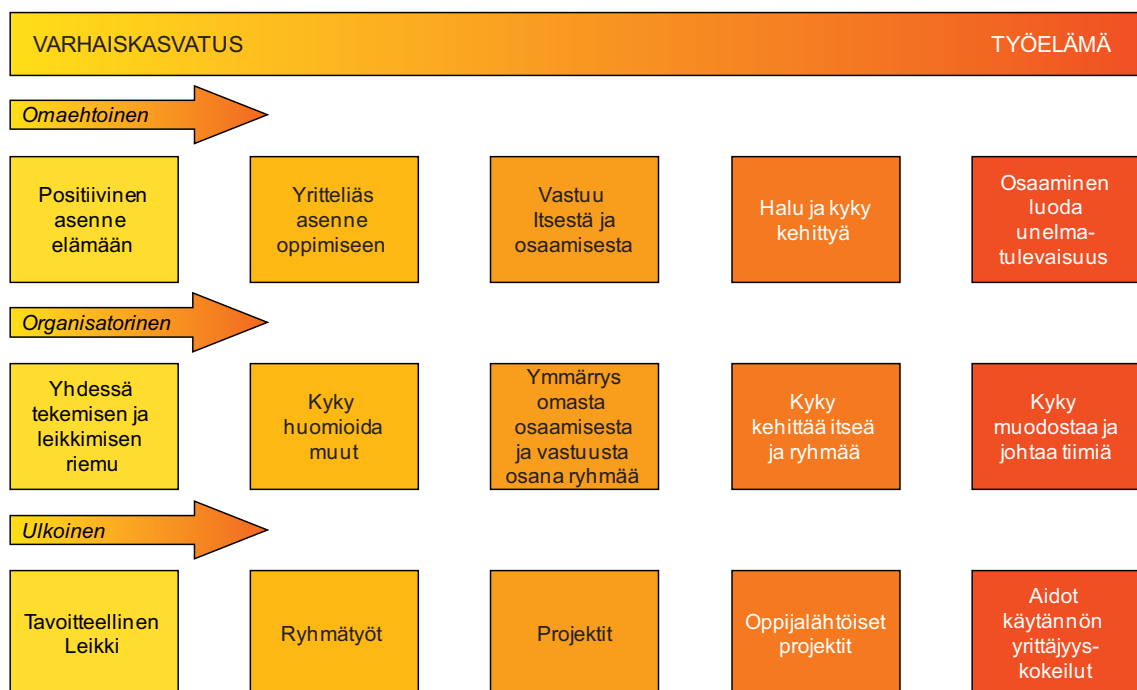 VARHAISKASVATUS TYÖELÄMÄ
Omaehtoinen
Positiivinen
asenne
elämään
Yritteliäs
asenne
oppimiseen
Vastuu
Itsestä ja
osaamisesta
Halu ja kyky
kehittyä
Osaaminen
luoda
unelma-
tulevaisuus
Organisatorinen
Yhdessä
tekemisen ja
leikkimisen
riemu
Kyky
huomioida
muut
Ymmärrys
omasta
osaamisesta
ja vastuusta
osana ryhmää
Kyky
kehittää itseä
ja ryhmää
Kyky
muodostaa ja
johtaa tiimiä
Ulkoinen
Tavoitteellinen
Leikki
Ryhmätyöt
Projektit
Oppijalähtöiset
projektit
Aidot
käytännön
yrittäjyys-
kokeilut